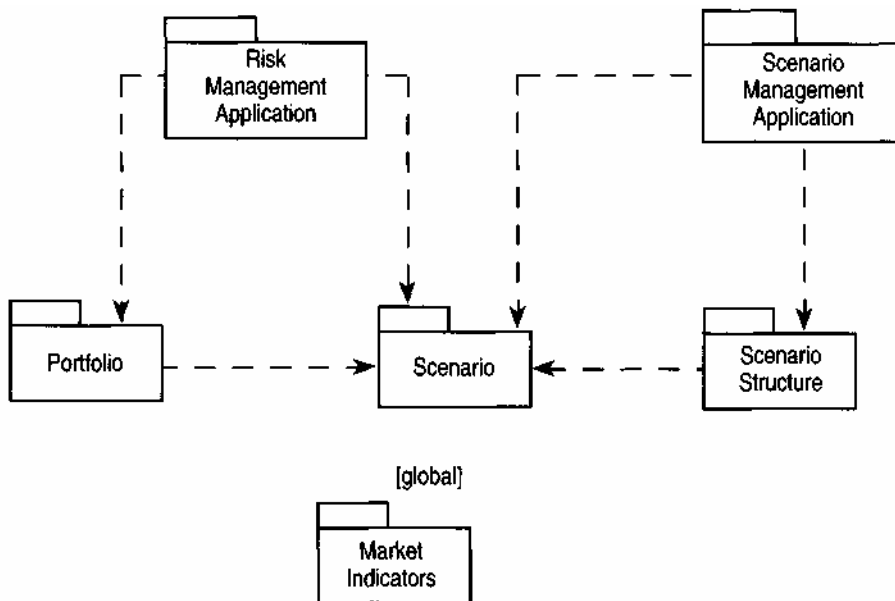 Risk
Management
Application
Scenario
Management
Application
Portfolio
Scenario
Scenario
Structure
[global}
Market
Indicators